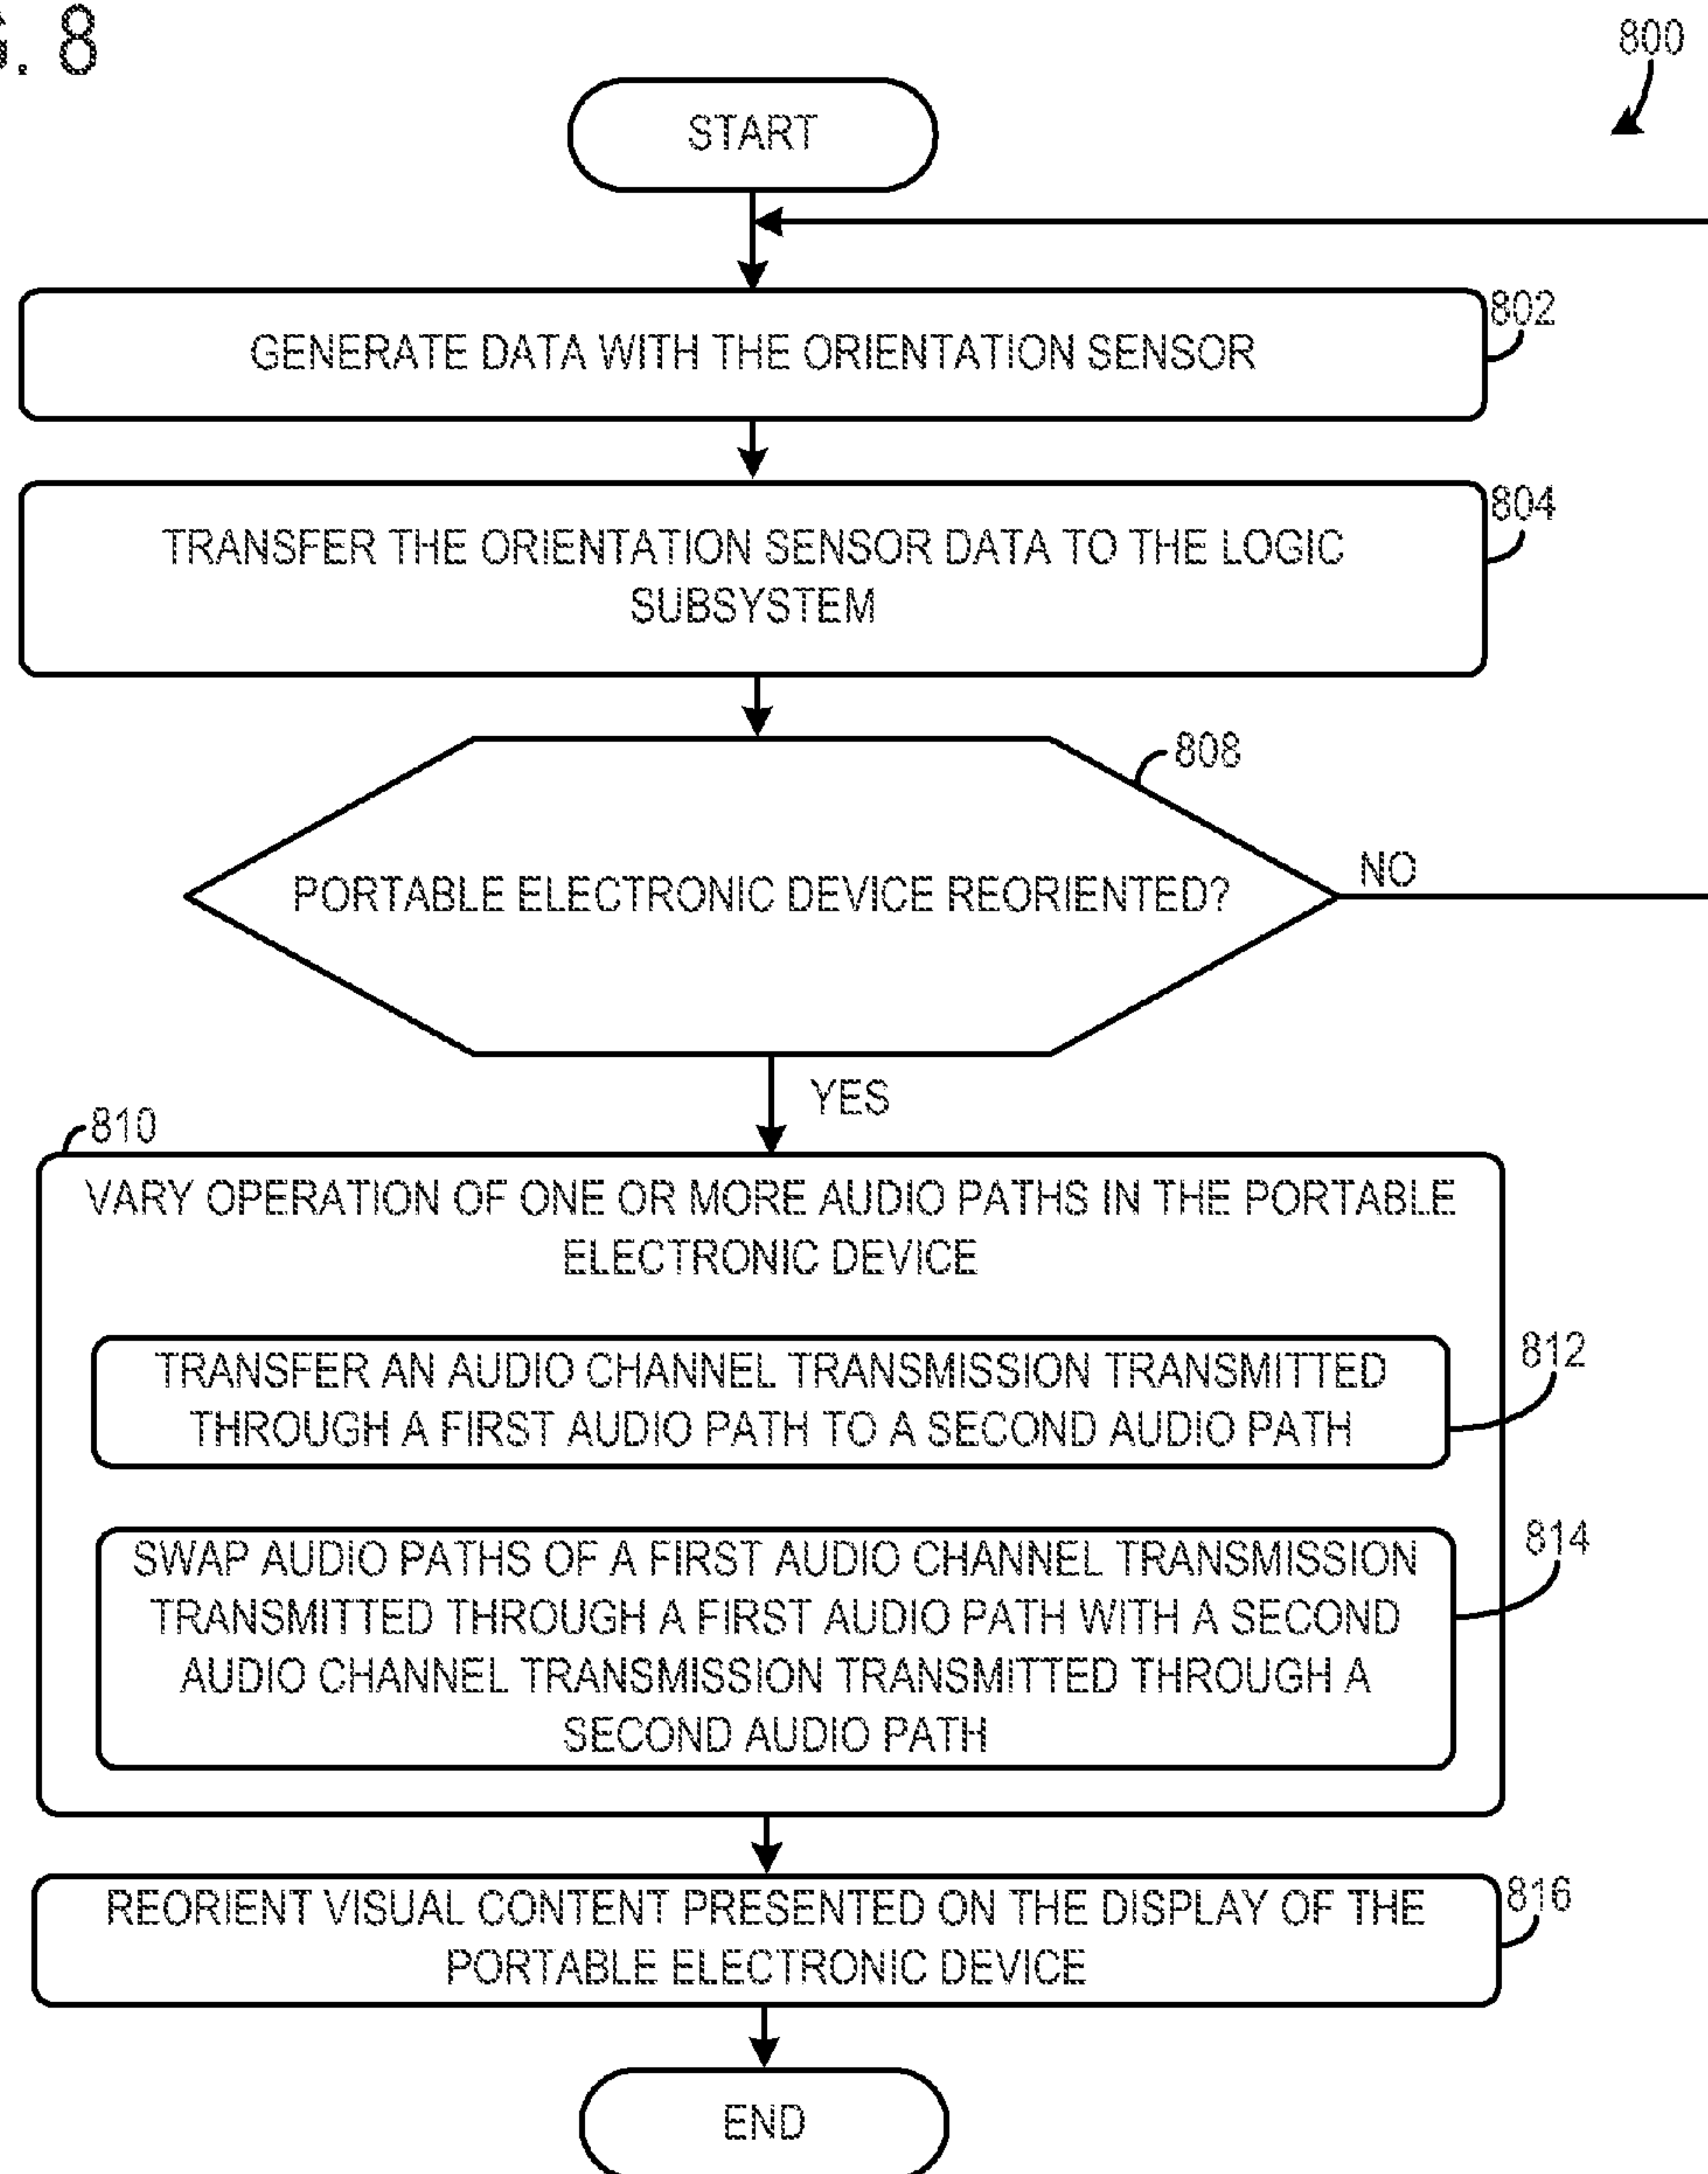 G. 8
800
START
802
GENERATE DATA WITH THE ORIENTATION SENSOR
804
TRANSFER THE ORIENTATION SENSOR DATA TO THE LOGIC
SUBSYSTEM
808
PORTABLE ELECTRONIC DEVICE REORIENTED?
NO
YES
810
VARY OPERATION OF ONE OR MORE AUDIO PATHS IN THE PORTABLE
ELECTRONIC DEVICE
812
TRANSFER AN AUDIO CHANNEL TRANSMISSION TRANSMITTED
THROUGH A FIRST AUDIO PATH TO A SECOND AUDIO PATH
814
SWAP AUDIO PATHS OF A FIRST AUDIO CHANNEL TRANSMISSION
TRANSMITTED THROUGH A FIRST AUDIO PATH WITH A SECOND
AUDIO CHANNEL TRANSMISSION TRANSMITTED THROUGH A
SECOND AUDIO PATH
816
REORIENT VISUAL CONTENT PRESENTED ON THE DISPLAY OF THE
PORTABLE ELECTRONIC DEVICE
END